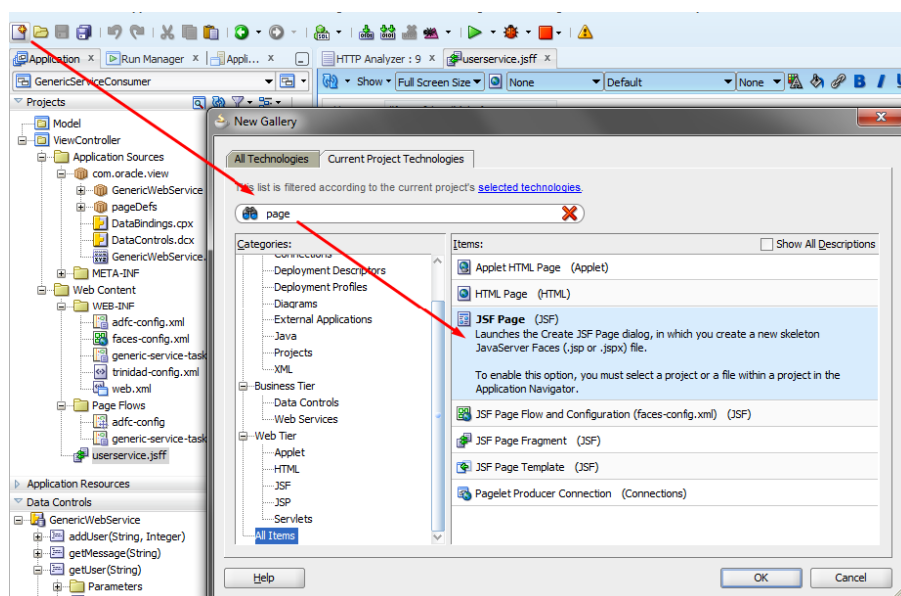 Application
Run Manager
Appli...
HTTP Analyzer : 9
userservice.jsff
GenericServiceConsumer
Show
Full Screen Size
None
Default
None
B
I
U
Projects
Model
ViewController
Application Sources
com.oracle.view
GenericWebService
pageDefs
DataBindings.cpx
DataControls.dcx
GenericWebService.
META-INF
Web Content
WEB-INF
adfc-config.xml
faces-config.xml
generic-service-task
trinidad-config.xml
web.xml
Page Flows
adfc-config
generic-service-task
userservice.jsff
Application Resources
Data Controls
GenericWebService
addUser(String, Integer)
getMessage(String)
getUser(String)
Parameters
New Gallery
All Technologies
Current Project Technologies
This list is filtered according to the current project's selected technologies.
page
Categories:
Connections
Deployment Descriptors
Deployment Profiles
Diagrams
External Applications
Java
Projects
XML
Business Tier
Data Controls
Web Services
Web Tier
Applet
HTML
JSF
JSP
Servlets
All Items
Items:
Show All Descriptions
Applet HTML Page (Applet)
HTML Page (HTML)
JSF Page (JSF)
Launches the Create JSF Page dialog, in which you create a new skeleton
JavaServer Faces (.jsp or .jspx) file.
To enable this option, you must select a project or a file within a project in the
Application Navigator.
JSF Page Flow and Configuration (faces-config.xml) (JSF)
JSF Page Fragment (JSF)
JSF Page Template (JSF)
Pagelet Producer Connection (Connections)
Help
OK
Cancel